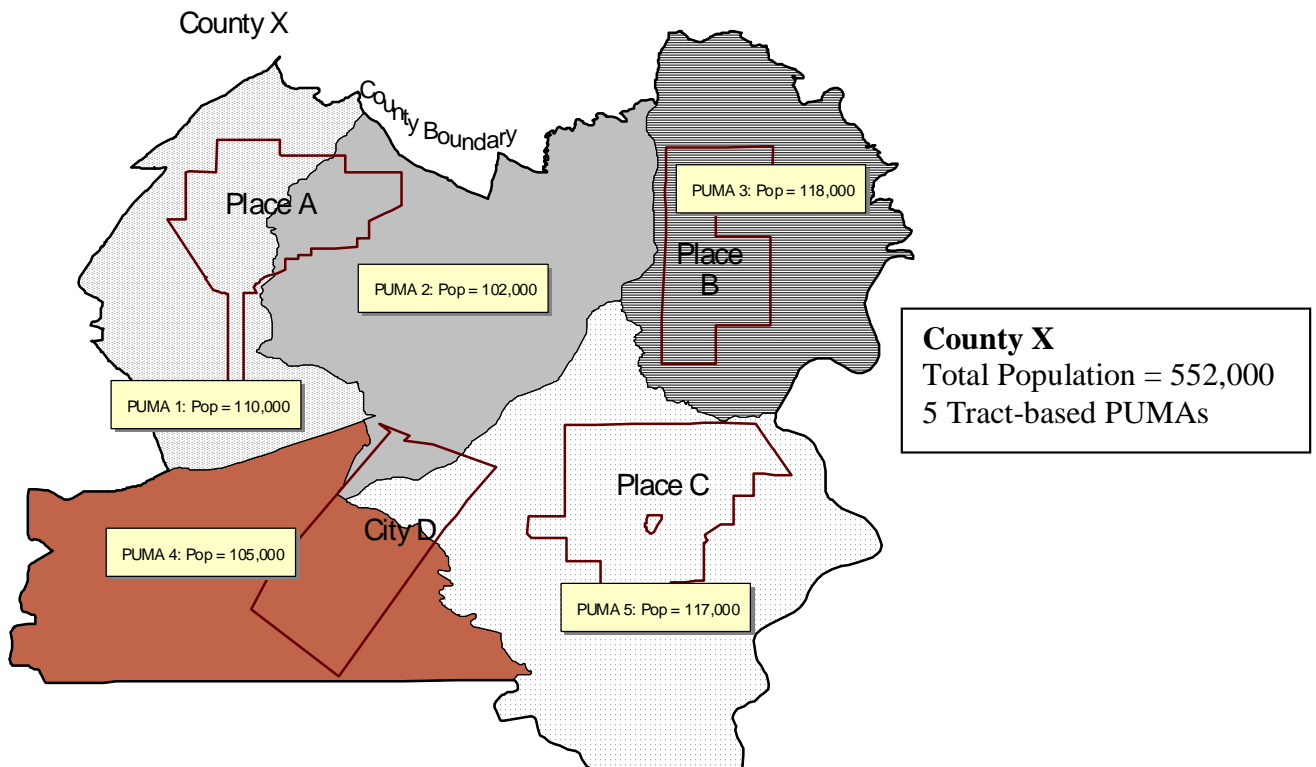 County X
County Boundary
Place A
PUMA 3: Pop = 118,000
Place
B
PUMA 2: Pop = 102,000
County X
Total Population = 552,000
5 Tract-based PUMAs
PUMA 1: Pop = 110,000
Place C
City D
PUMA 4: Pop = 105,000
PUMA 5: Pop = 117,000